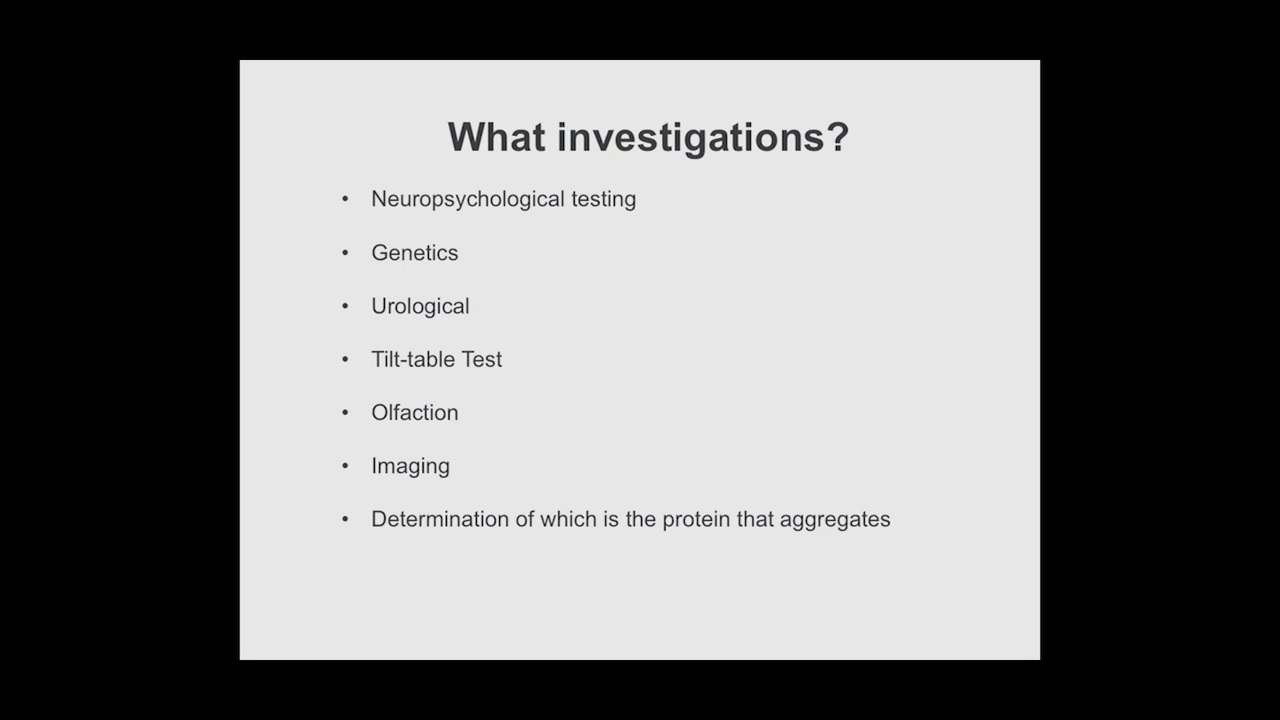 What investigations?
• Neuropsychological testing
• Genetics
• Urological
• Tilt-table Test
• Olfaction
• Imaging
• Determination of which is the protein that aggregates